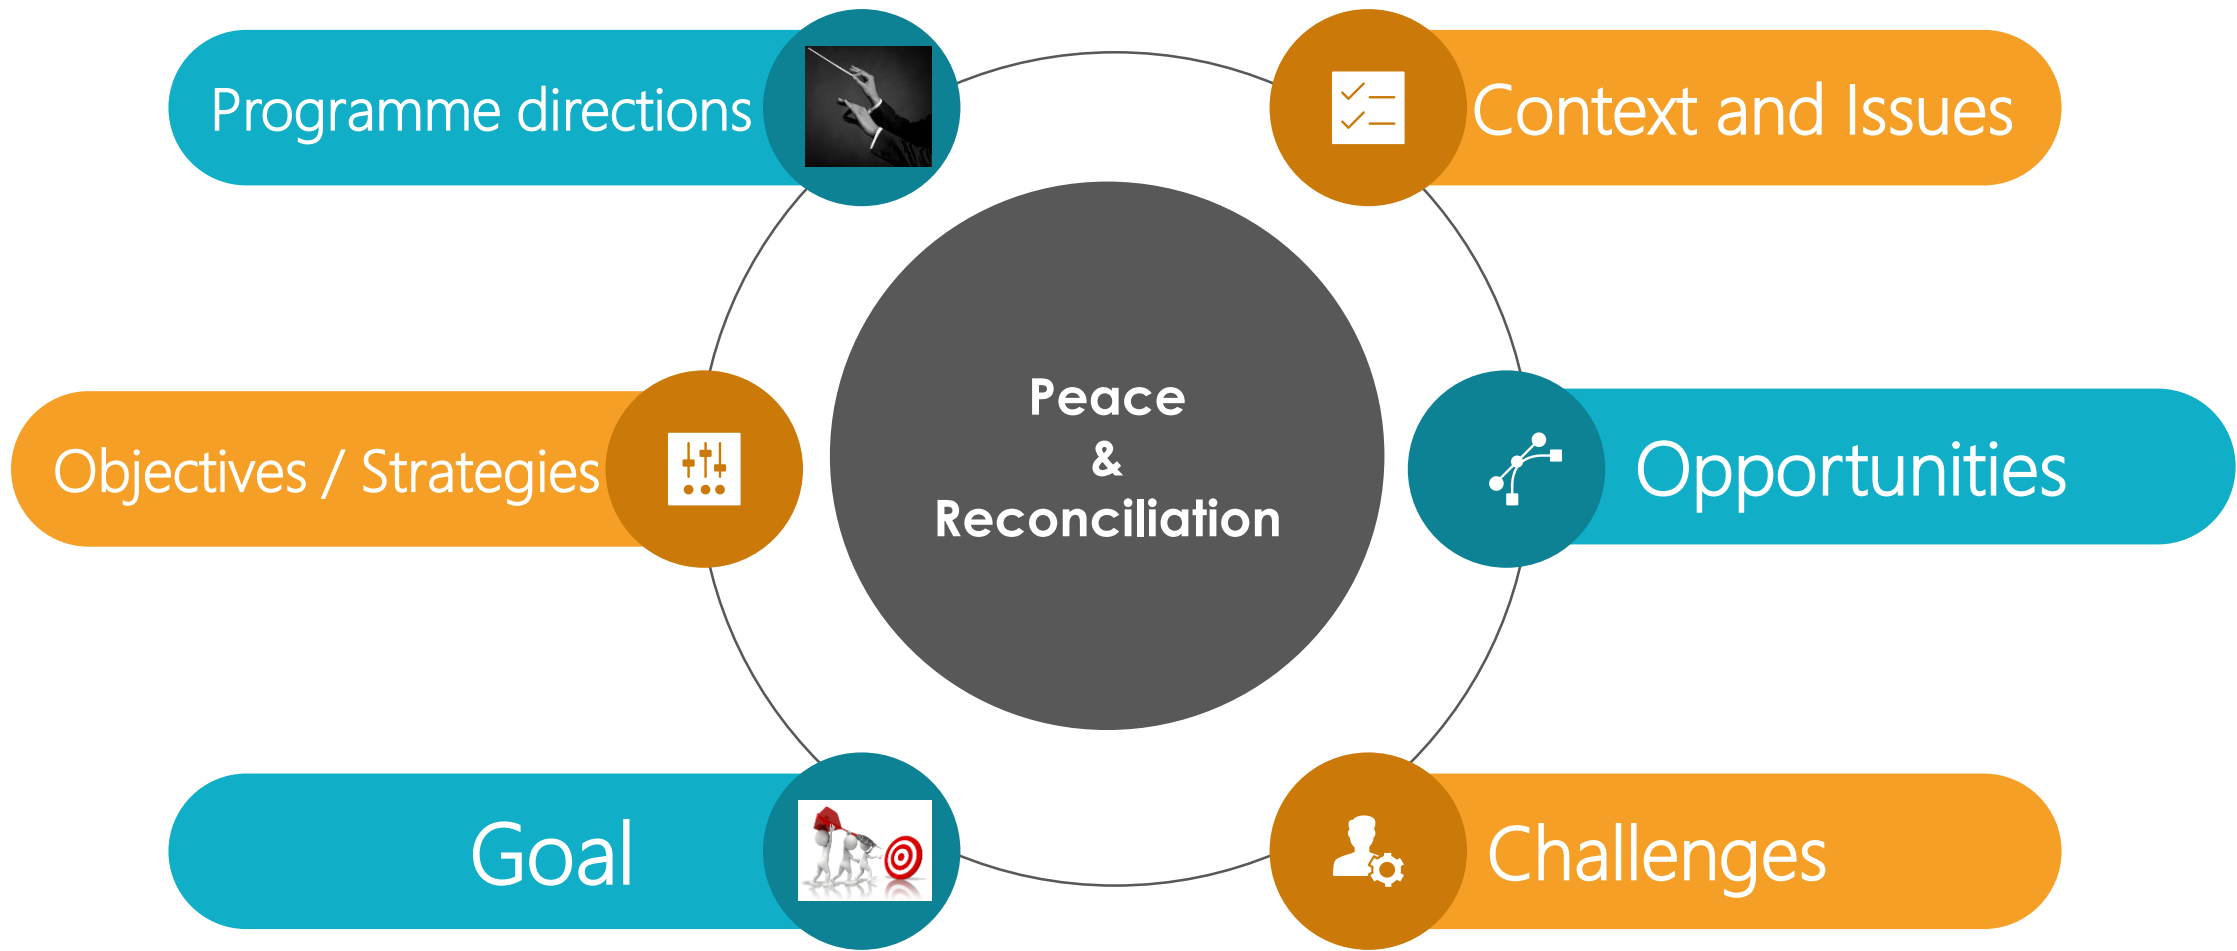 Programme directions
Context and Issues
Peace
&
Reconciliation
Objectives / Strategies
Opportunities
Goal
Challenges